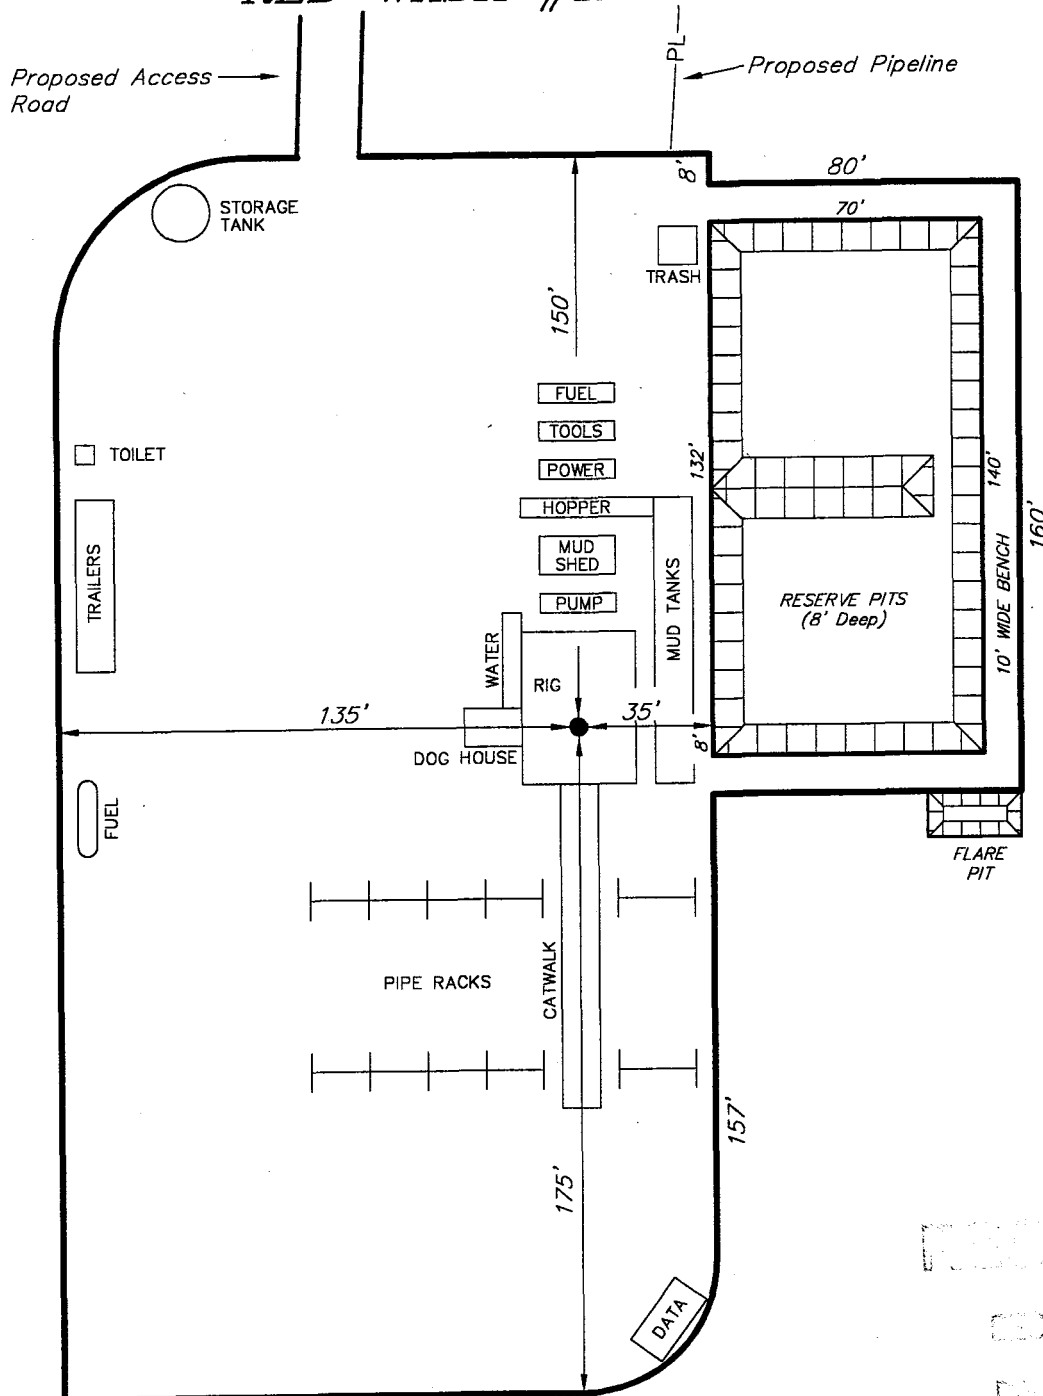 Proposed Access
Road
PL
Proposed Pipeline
8'
80'
70'
STORAGE
TANK
TRASH
150'
FUEL
TOOLS
POWER
HOPPER
MUD
SHED
PUMP
TOILET
TRAILERS
WATER
RIG
MUD TANKS
132'
140'
160'
10' WIDE BENCH
RESERVE PITS
(8' Deep)
135'
35'
8'
DOG HOUSE
FUEL
FLARE
PIT
PIPE RACKS
CATWALK
157'
175'
DATA